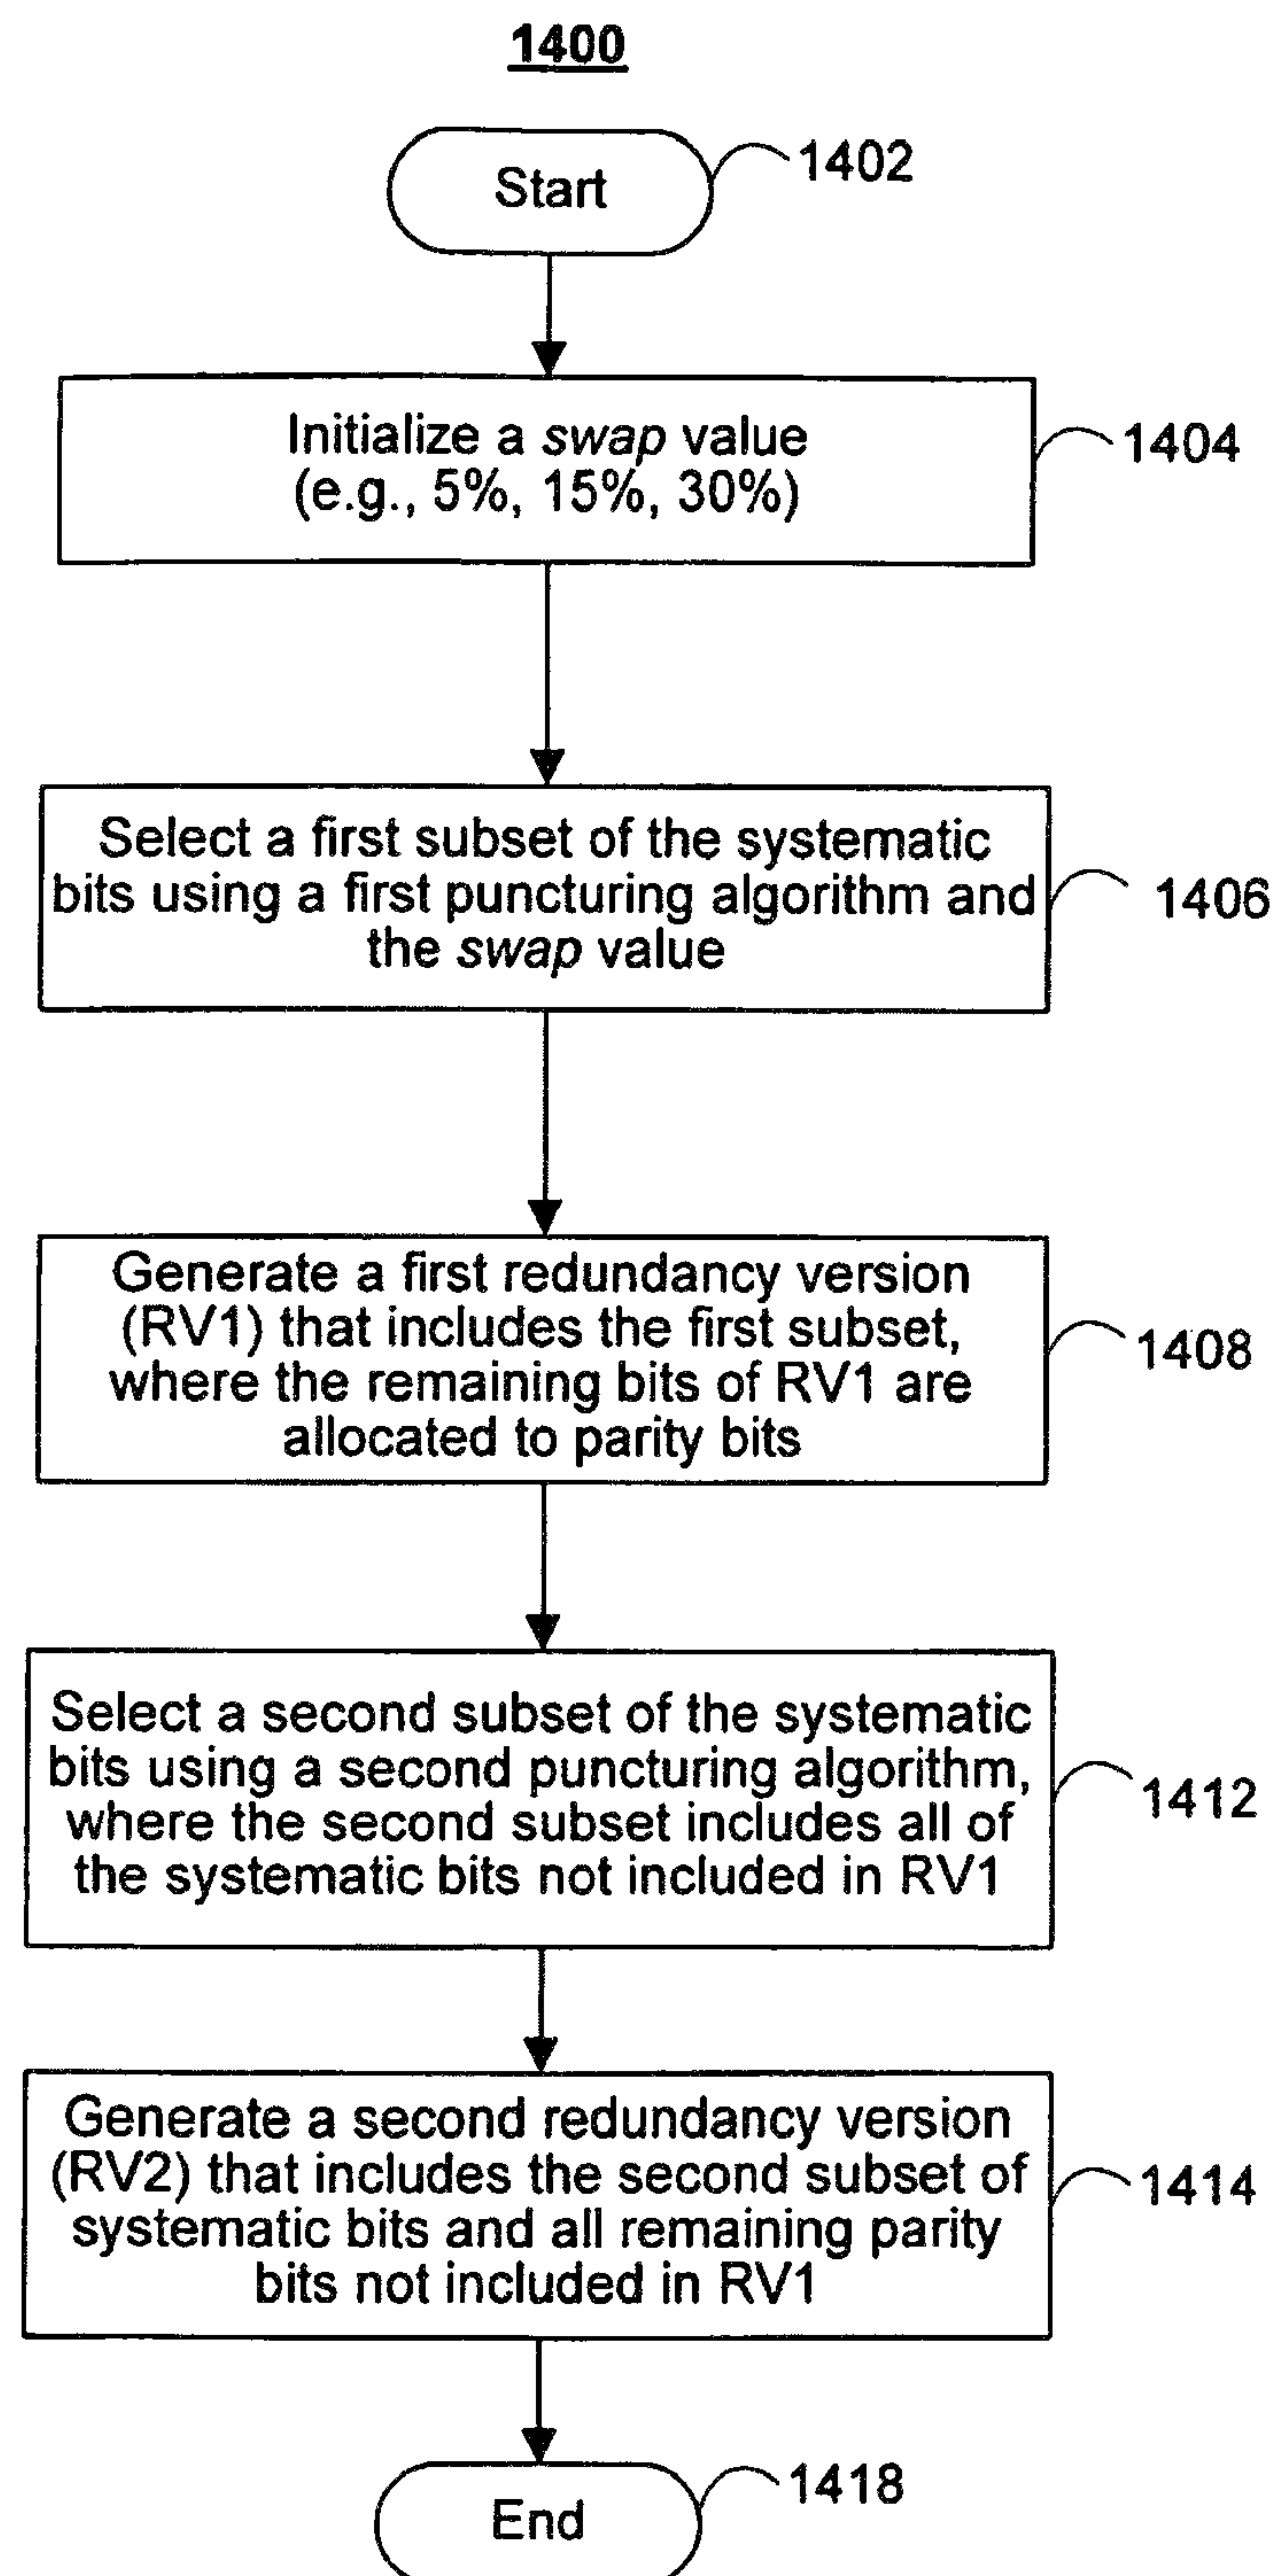 1400
Start
1402
Initialize a swap value
(e.g., 5%, 15%, 30%)
1404
Select a first subset of the systematic
bits using a first puncturing algorithm and
the swap value
1406
Generate a first redundancy version
(RV1) that includes the first subset,
where the remaining bits of RV1 are
allocated to parity bits
1408
Select a second subset of the systematic
bits using a second puncturing algorithm,
where the second subset includes all of
the systematic bits not included in RV1
1412
Generate a second redundancy version
(RV2) that includes the second subset of
systematic bits and all remaining parity
bits not included in RV1
1414
End
1418